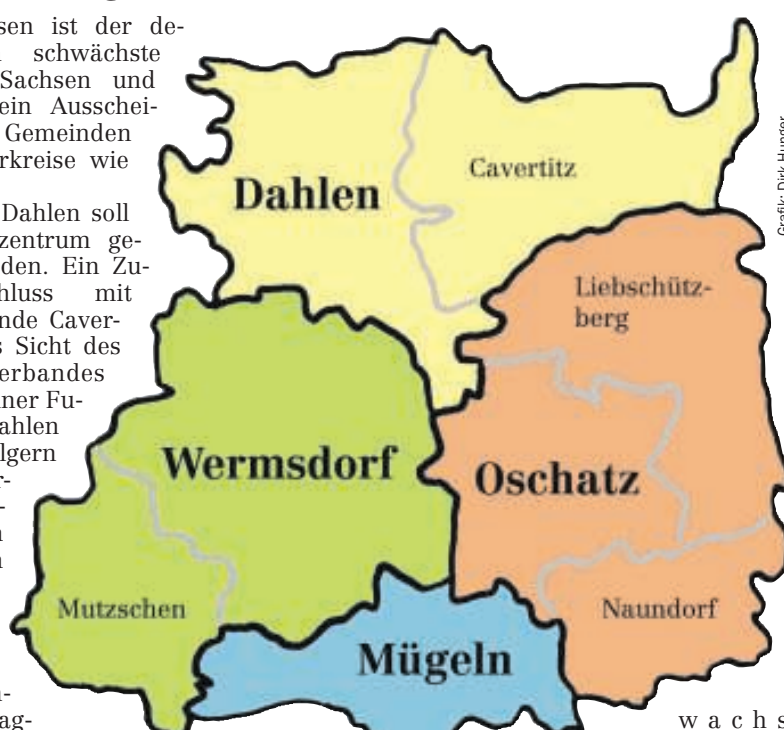 sen ist der de-
schwächste
Sachsen und
ein Ausschei-
Gemeinden
rkreise wie
Dahlen soll
zentrum ge-
den. Ein Zu-
hluss mit
nde Caver-
Sicht des
erbandes
ner Fu-
ahlen
lgern
ag-
wachs
Dahlen
Cavertitz
Liebschütz-
berg
Wermsdorf
Oschatz
Mutzschen
Naundorf
Mügeln
Grafik: Dirk Hunger